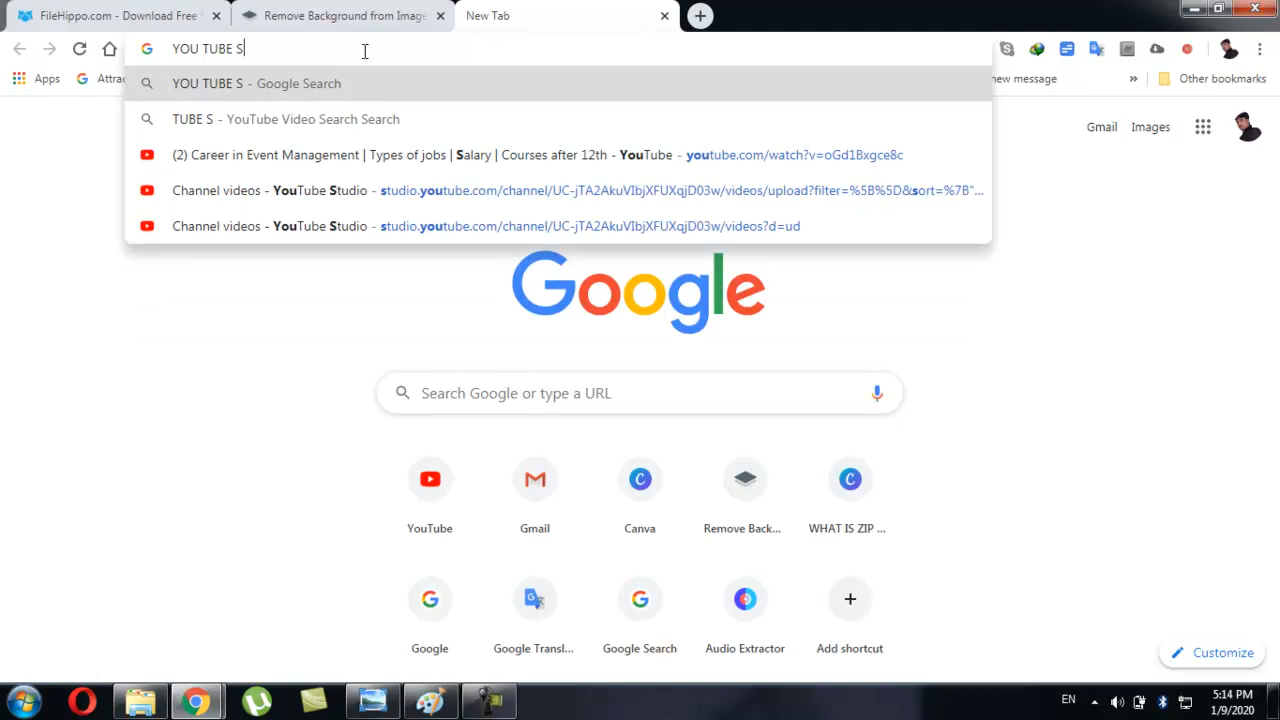 FileHippo.com - Download Free
Remove Background from Image
New Tab
YOU TUBE S
Apps
Attrac
new message
»
Other bookmarks
YOU TUBE S - Google Search
TUBE S - YouTube Video Search Search
(2) Career in Event Management | Types of jobs | Salary | Courses after 12th - YouTube - youtube.com/watch?v=oGd1Bxgce8c
Channel videos - YouTube Studio - studio.youtube.com/channel/UC-jTA2AkuVIbjXFUXqjD03w/videos/upload?filter=%5B%5D&sort=%7B"...
Channel videos - YouTube Studio - studio.youtube.com/channel/UC-jTA2AkuVIbjXFUXqjD03w/videos?d=ud
Gmail
Images
Google
Search Google or type a URL
YouTube
Gmail
Canva
Remove Back...
WHAT IS ZIP ...
Google
Google Transl...
Google Search
Audio Extractor
Add shortcut
Customize
EN
5:14 PM
1/9/2020